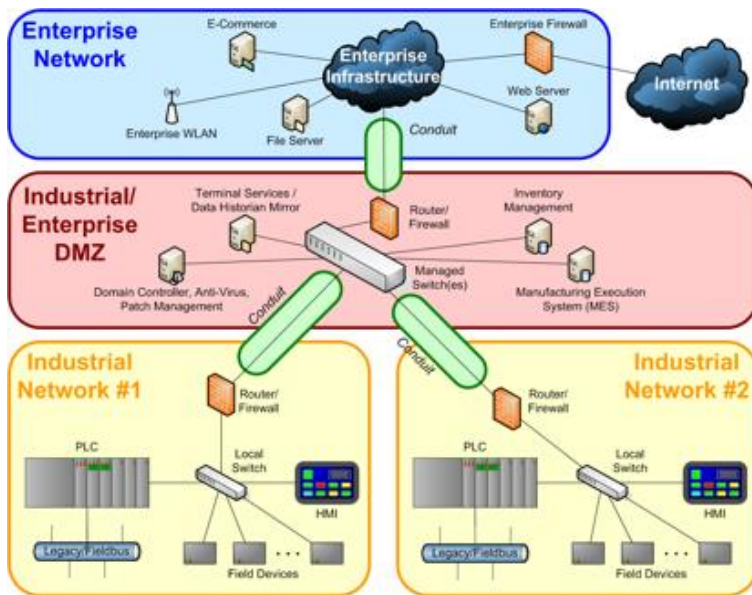 Enterprise
Network
E-Commerce
Enterprise
Infrastructure
Enterprise Firewall
Internet
Enterprise WLAN
File Server
Web Server
Conduit
Industrial/
Enterprise
DMZ
Terminal Services /
Data Historian Mirror
Router/
Firewall
Inventory
Management
Domain Controller, Anti-Virus,
Patch Management
Managed
Switch(es)
Manufacturing Execution
System (MES)
Conduit
Conduit
Industrial
Network #1
Router/
Firewall
PLC
Local
Switch
HMI
Legacy/Fieldbus
Field Devices
Industrial
Network #2
Router/
Firewall
PLC
Local
Switch
HMI
Legacy/Fieldbus
Field Devices